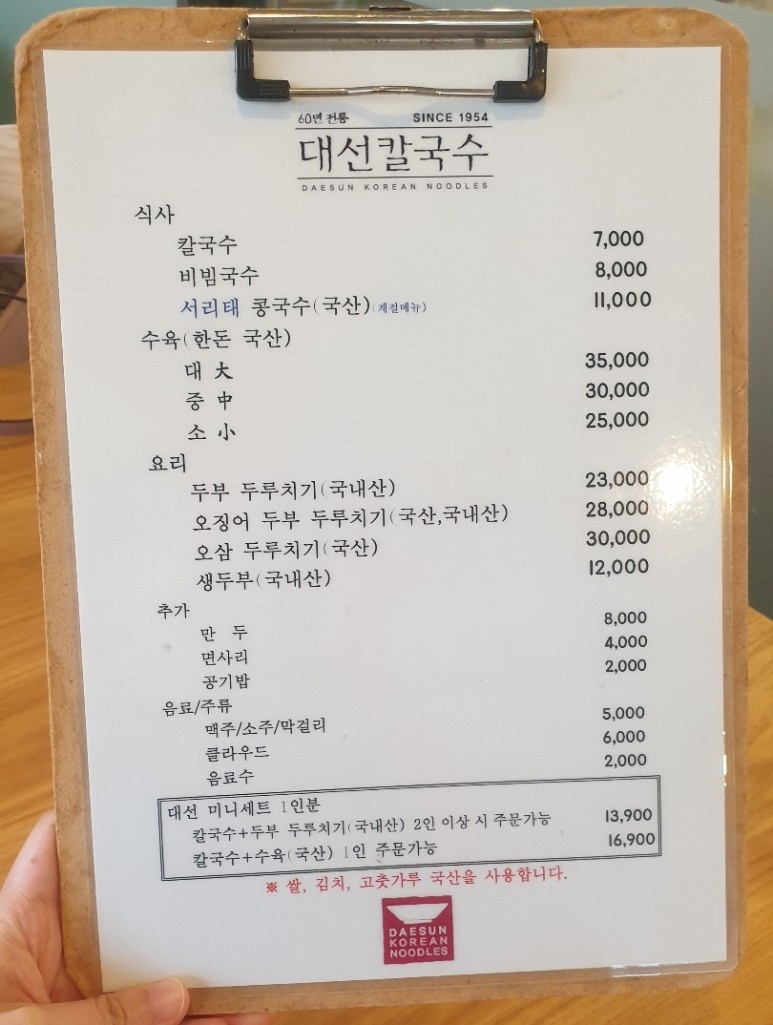 60년 전통 SINCE 1954
대선칼국수
DAESUN KOREAN NOODLES
식사
칼국수 7,000
비빔국수 8,000
서리태 콩국수(국산)(계절메뉴) 11,000
수육(한돈 국산)
대 大 35,000
중 中 30,000
소 小 25,000
요리
두부 두루치기(국내산) 23,000
오징어 두부 두루치기(국산,국내산) 28,000
오삼 두루치기(국산) 30,000
생두부(국내산) 12,000
추가
만 두 8,000
면사리 4,000
공기밥 2,000
음료/주류
맥주/소주/막걸리 5,000
클라우드 6,000
음료수 2,000
대선 미니세트 1인분
칼국수+두부 두루치기(국내산) 2인 이상 시 주문가능 13,900
칼국수+수육(국산) 1인 주문가능 16,900
※ 쌀, 김치, 고춧가루 국산을 사용합니다.
DAESUN
KOREAN
NOODLES